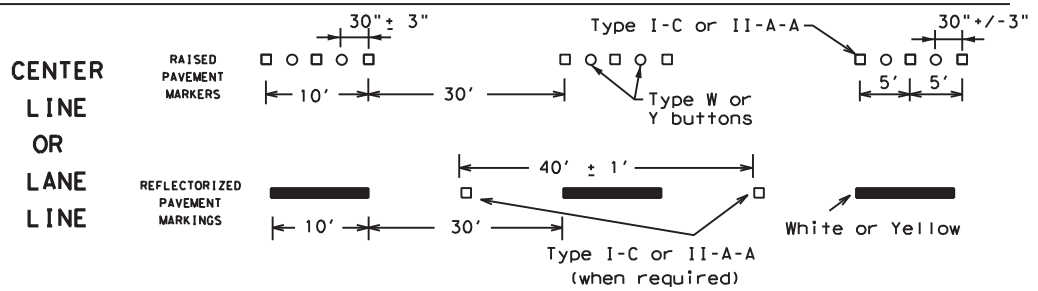 CENTER
LINE
OR
LANE
LINE
RAISED
PAVEMENT
MARKERS
30"± 3"
10'
30'
Type I-C or II-A-A
30"+/-3"
5'
5'
Type W or
Y buttons
REFLECTORIZED
PAVEMENT
MARKINGS
40' ± 1'
10'
30'
Type I-C or II-A-A
(when required)
White or Yellow